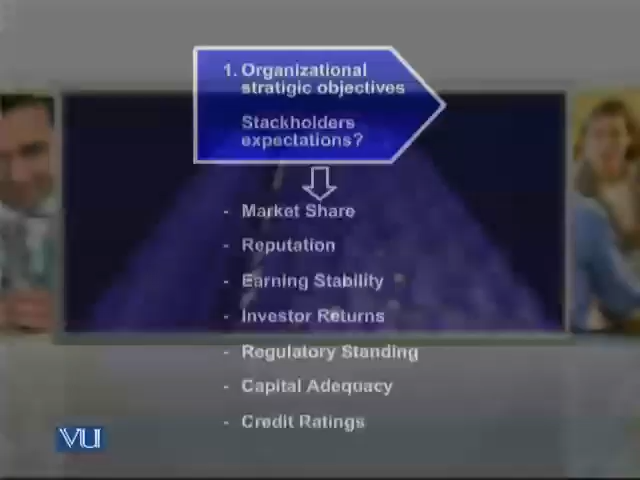 1. Organizational
stratigic objectives
Stackholders
expectations?
- Market Share
- Reputation
- Earning Stability
- Investor Returns
- Regulatory Standing
- Capital Adequacy
- Credit Ratings
VU